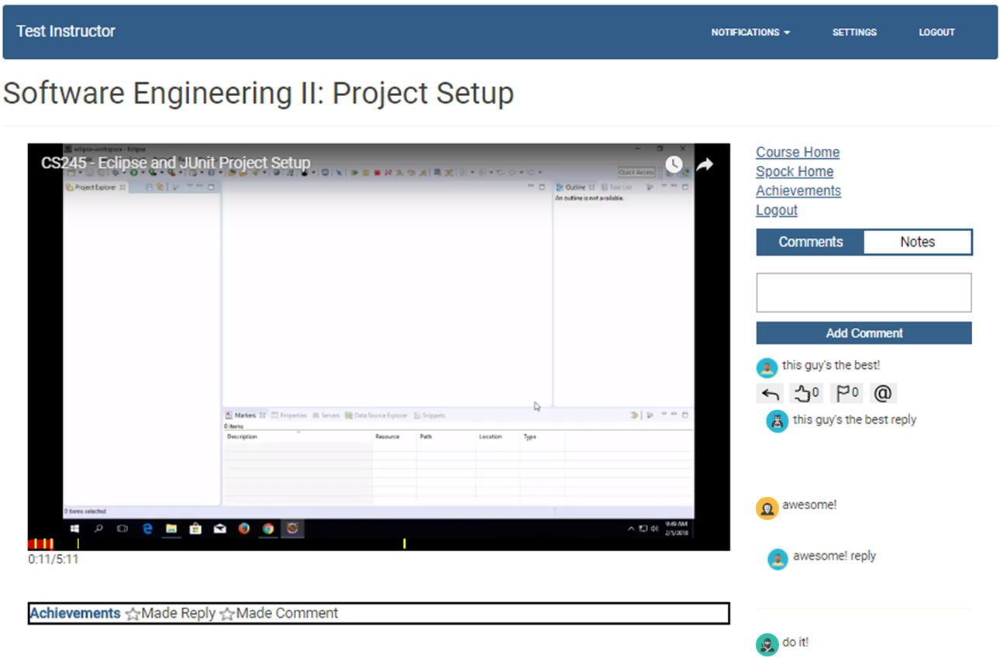 Test Instructor
NOTIFICATIONS
SETTINGS
LOGOUT
Software Engineering II: Project Setup
eclipse-workspace - Eclipse
CS245 - Eclipse and JUnit Project Setup
Quick Access
Project Explorer
Outline
Task List
An outline is not available.
Markers
Properties
Servers
Data Source Explorer
Snippets
0 items
Description
Resource
Path
Location
Type
0 items selected
9:49 AM
2/5/2018
0:11/5:11
Achievements Made Reply Made Comment
Course Home
Spock Home
Achievements
Logout
Comments
Notes
Add Comment
this guy's the best!
0
0
@
this guy's the best reply
awesome!
awesome! reply
do it!